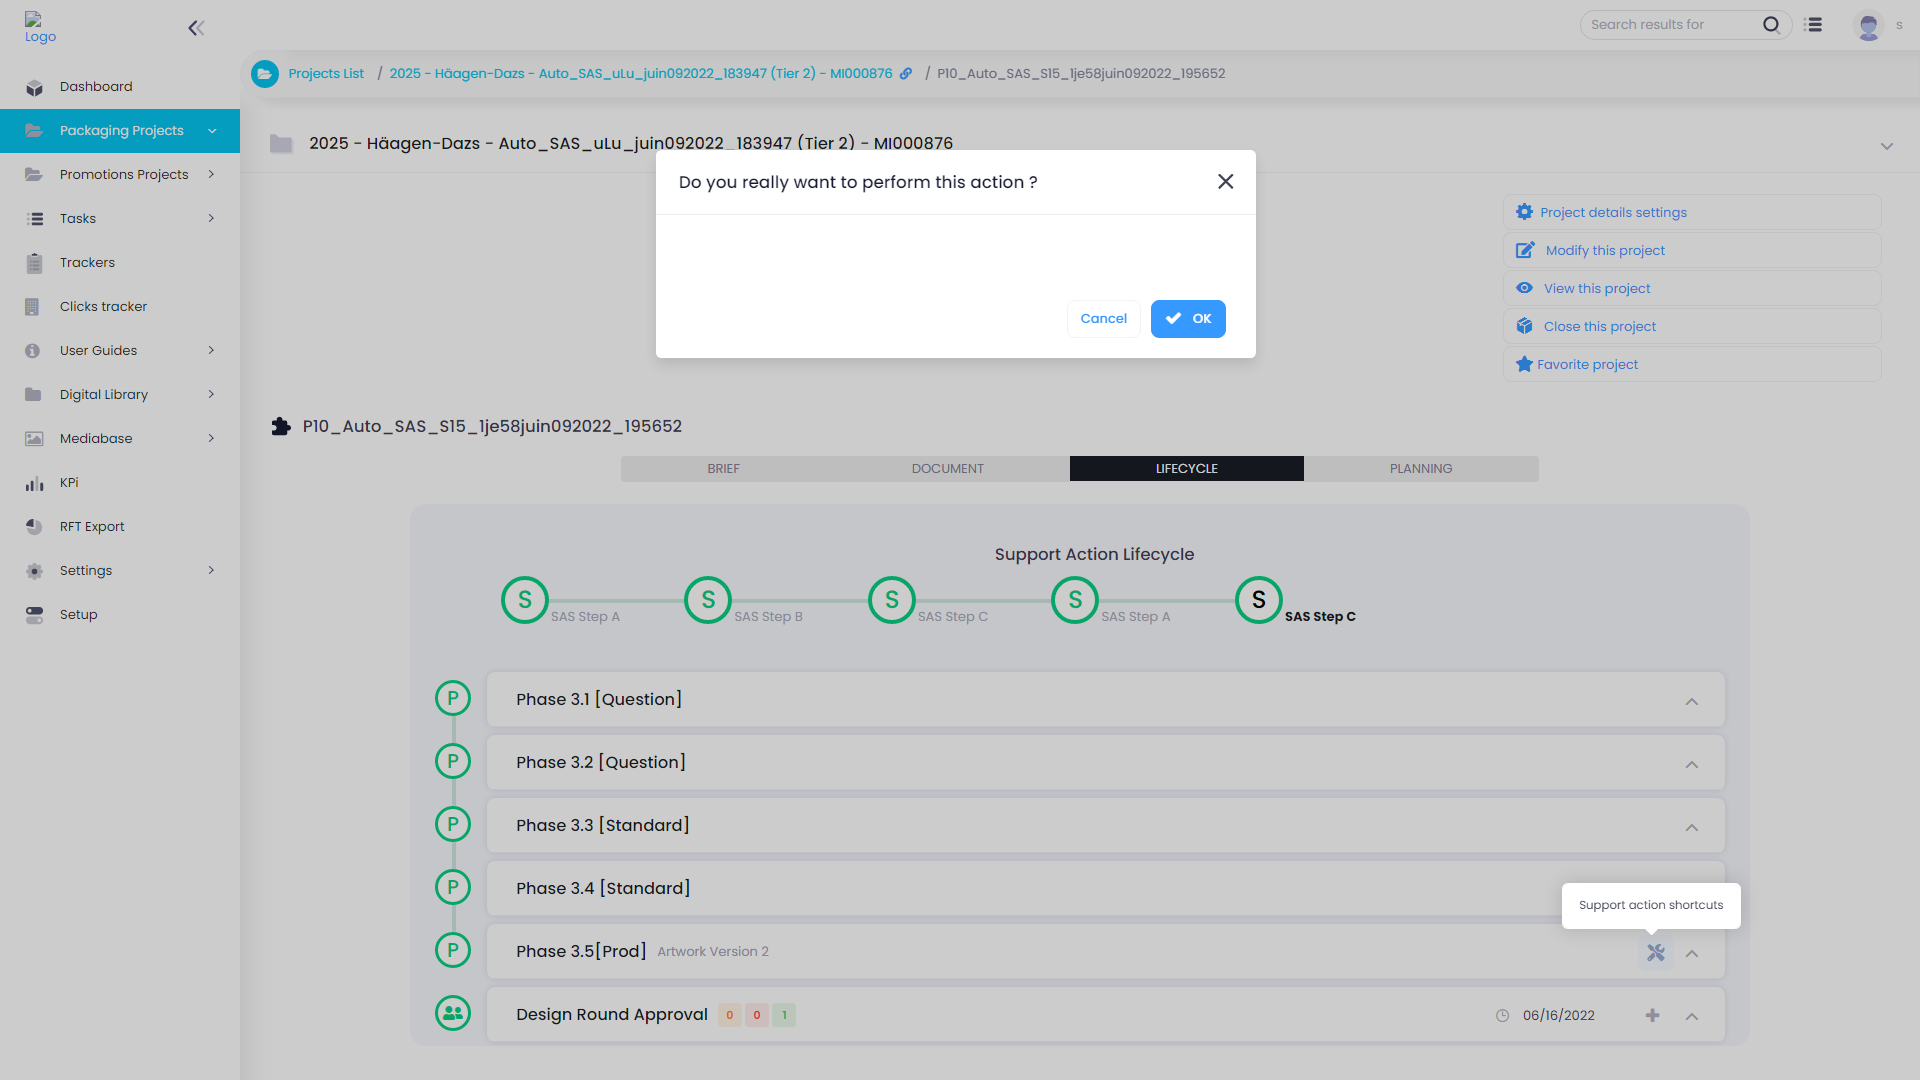 Logo
Search results for
s
Dashboard
Packaging Projects
Promotions Projects
Tasks
Trackers
Clicks tracker
User Guides
Digital Library
Mediabase
KPi
RFT Export
Settings
Setup
Projects List / 2025 - Häagen-Dazs - Auto_SAS_uLu_juin092022_183947 (Tier 2) - MI000876 / P10_Auto_SAS_S15_1je58juin092022_195652
2025 - Häagen-Dazs - Auto_SAS_uLu_juin092022_183947 (Tier 2) - MI000876
Do you really want to perform this action ?
Cancel
OK
Project details settings
Modify this project
View this project
Close this project
Favorite project
P10_Auto_SAS_S15_1je58juin092022_195652
BRIEF DOCUMENT LIFECYCLE PLANNING
Support Action Lifecycle
S SAS Step A
S SAS Step B
S SAS Step C
S SAS Step A
S SAS Step C
P Phase 3.1 [Question]
P Phase 3.2 [Question]
P Phase 3.3 [Standard]
P Phase 3.4 [Standard]
Support action shortcuts
P Phase 3.5[Prod] Artwork Version 2
Design Round Approval 0 0 1 06/16/2022